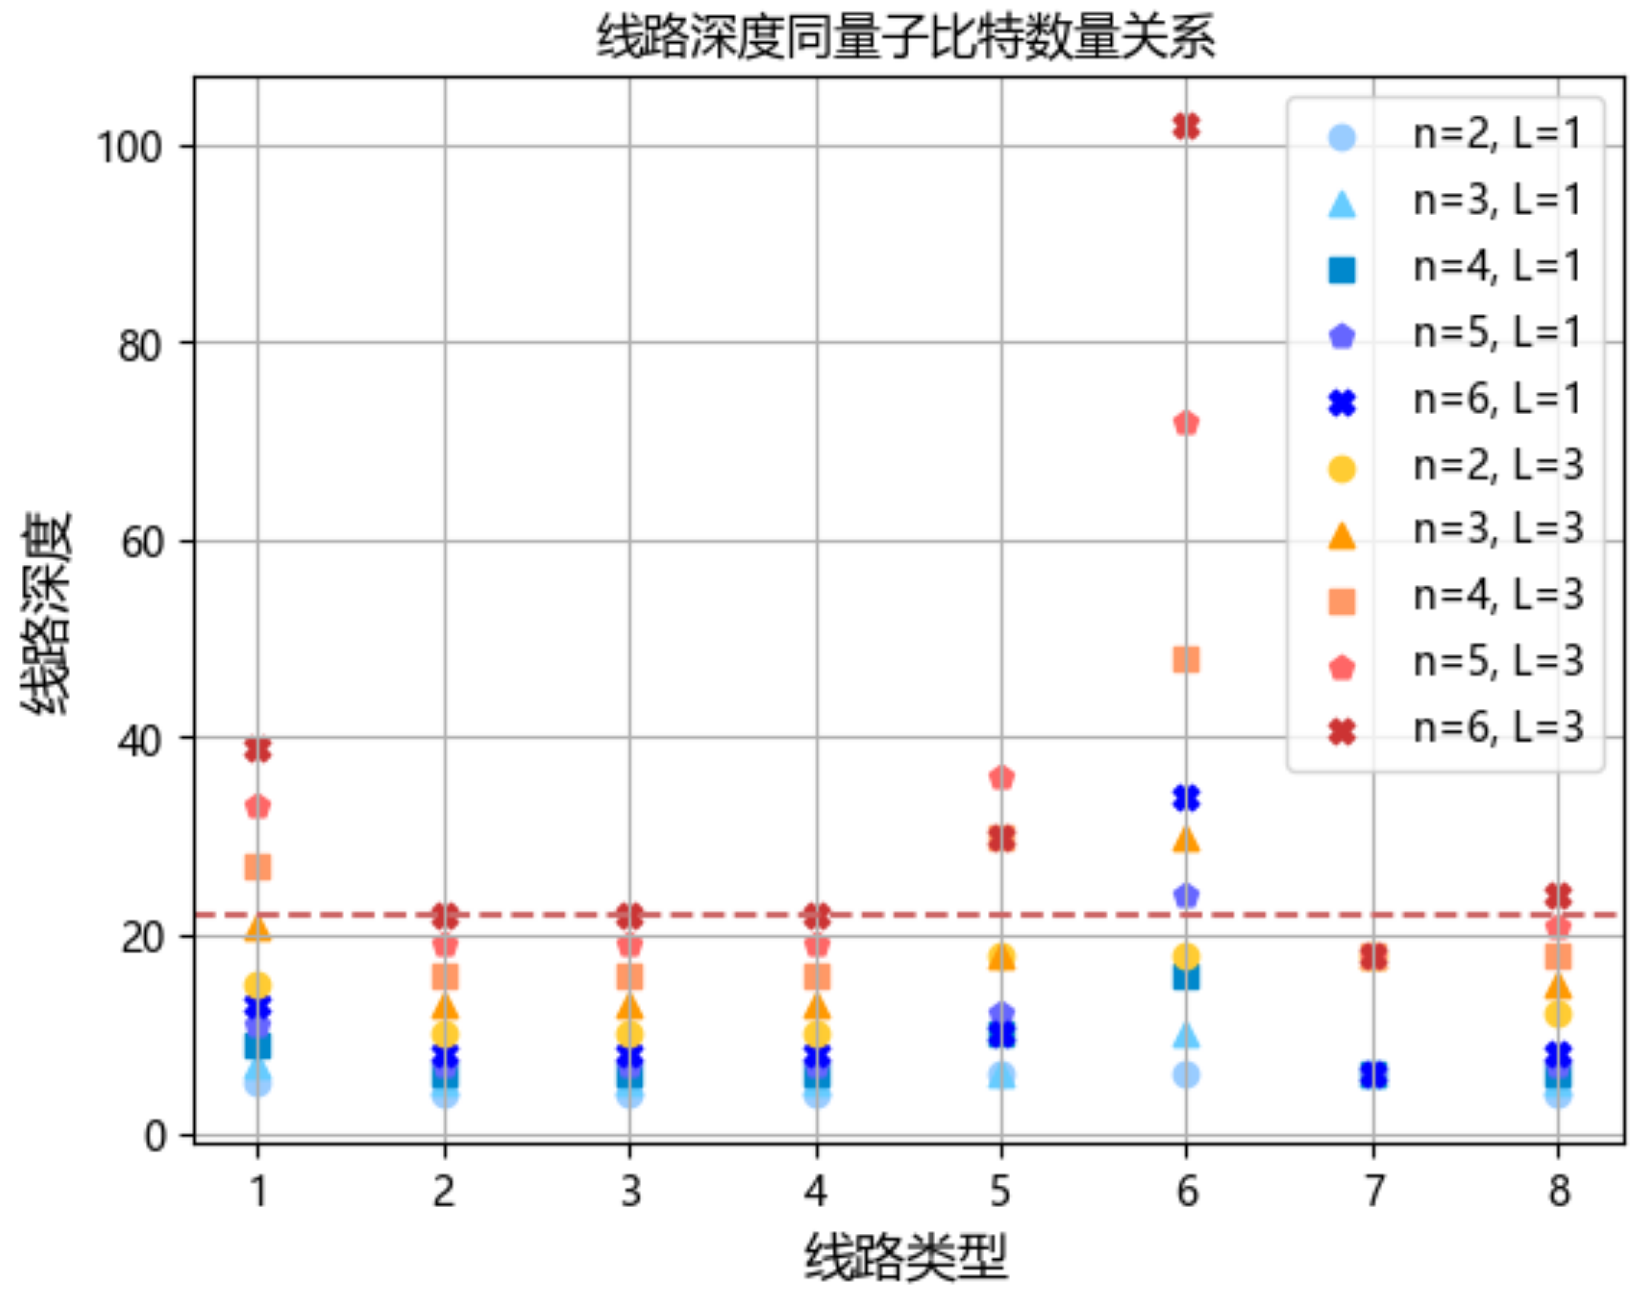 线路深度同量子比特数量关系
线路深度
100
80
60
40
20
0
n=2, L=1
n=3, L=1
n=4, L=1
n=5, L=1
n=6, L=1
n=2, L=3
n=3, L=3
n=4, L=3
n=5, L=3
n=6, L=3
1 2 3 4 5 6 7 8
线路类型